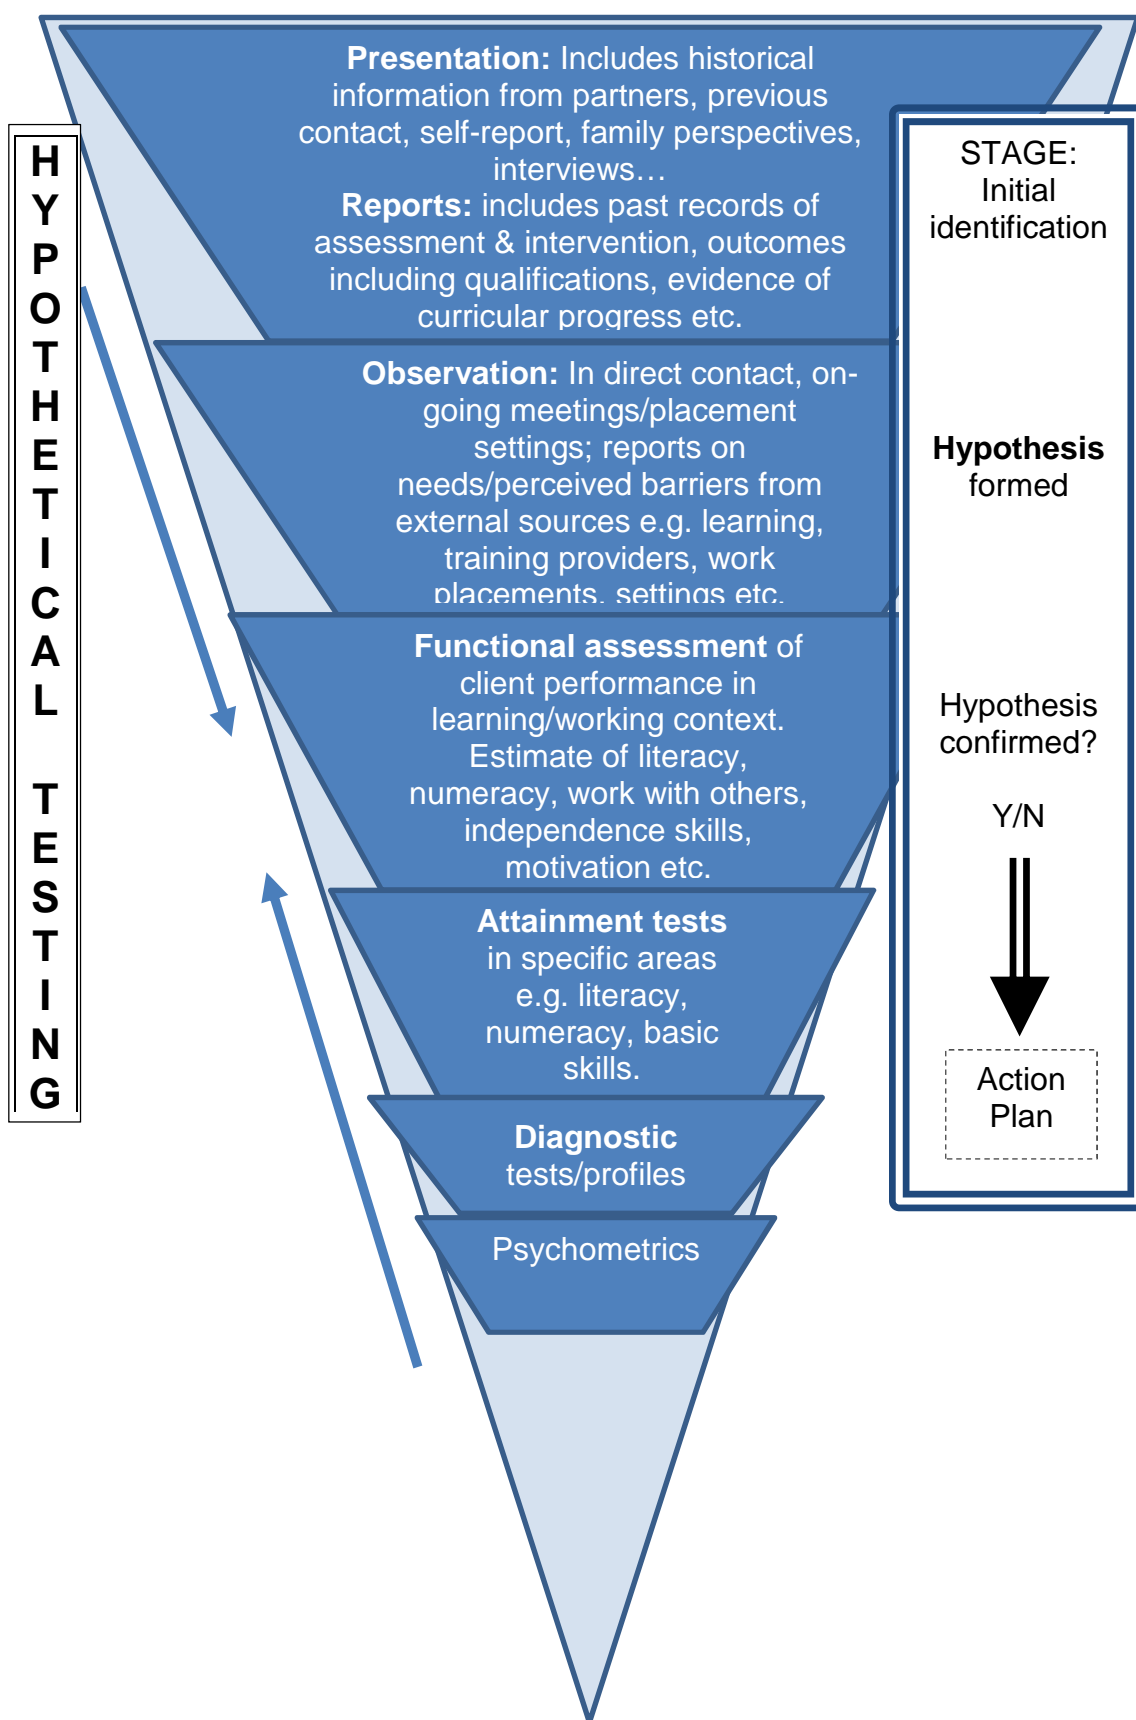 HYPOTHETICAL TESTING
Presentation: Includes historical
information from partners, previous
contact, self-report, family perspectives,
interviews…
Reports: includes past records of
assessment & intervention, outcomes
including qualifications, evidence of
curricular progress etc.
Observation: In direct contact, on-
going meetings/placement
settings; reports on
needs/perceived barriers from
external sources e.g. learning,
training providers, work
placements, settings etc.
Functional assessment of
client performance in
learning/working context.
Estimate of literacy,
numeracy, work with others,
independence skills,
motivation etc.
Attainment tests
in specific areas
e.g. literacy,
numeracy, basic
skills.
Diagnostic
tests/profiles
Psychometrics
STAGE:
Initial
identification
Hypothesis
formed
Hypothesis
confirmed?
Y/N
Action
Plan